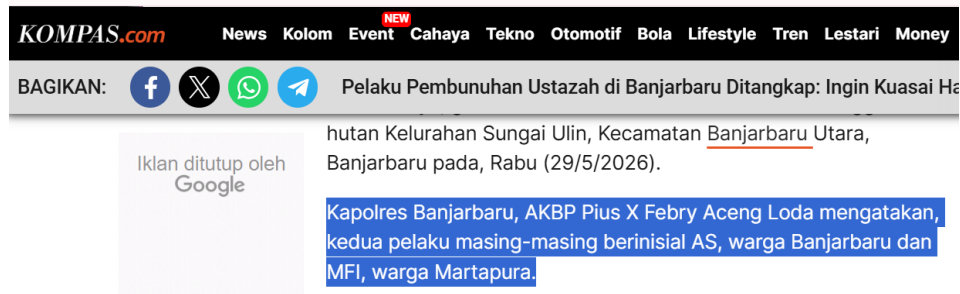 KOMPAS.com
News Kolom Event NEW Cahaya Tekno Otomotif Bola Lifestyle Tren Lestari Money
BAGIKAN:
Pelaku Pembunuhan Ustazah di Banjarbaru Ditangkap: Ingin Kuasai Ha
hutan Kelurahan Sungai Ulin, Kecamatan Banjarbaru Utara,
Banjarbaru pada, Rabu (29/5/2026).
Iklan ditutup oleh
Google
Kapolres Banjarbaru, AKBP Pius X Febry Aceng Loda mengatakan,
kedua pelaku masing-masing berinisial AS, warga Banjarbaru dan
MFI, warga Martapura.